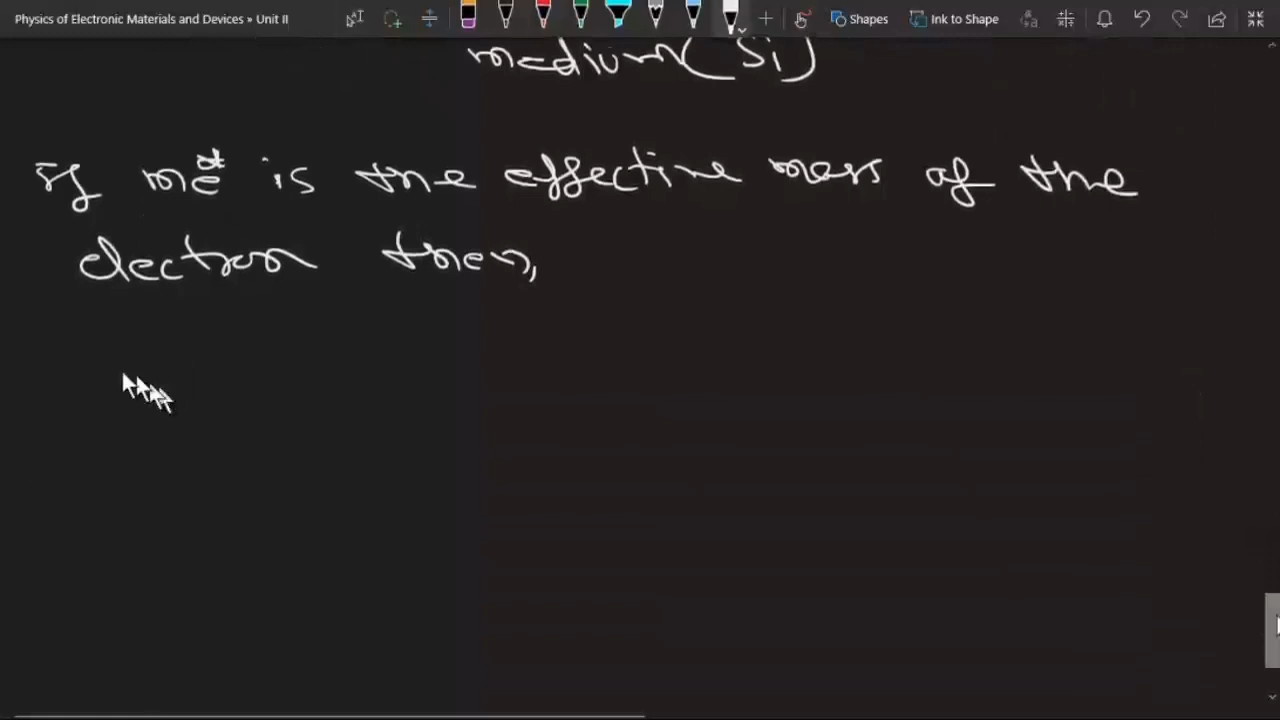 Physics of Electronic Materials and Devices » Unit II
Shapes
Ink to Shape
medium (Si)
if me* is the effective mass of the
electron then,